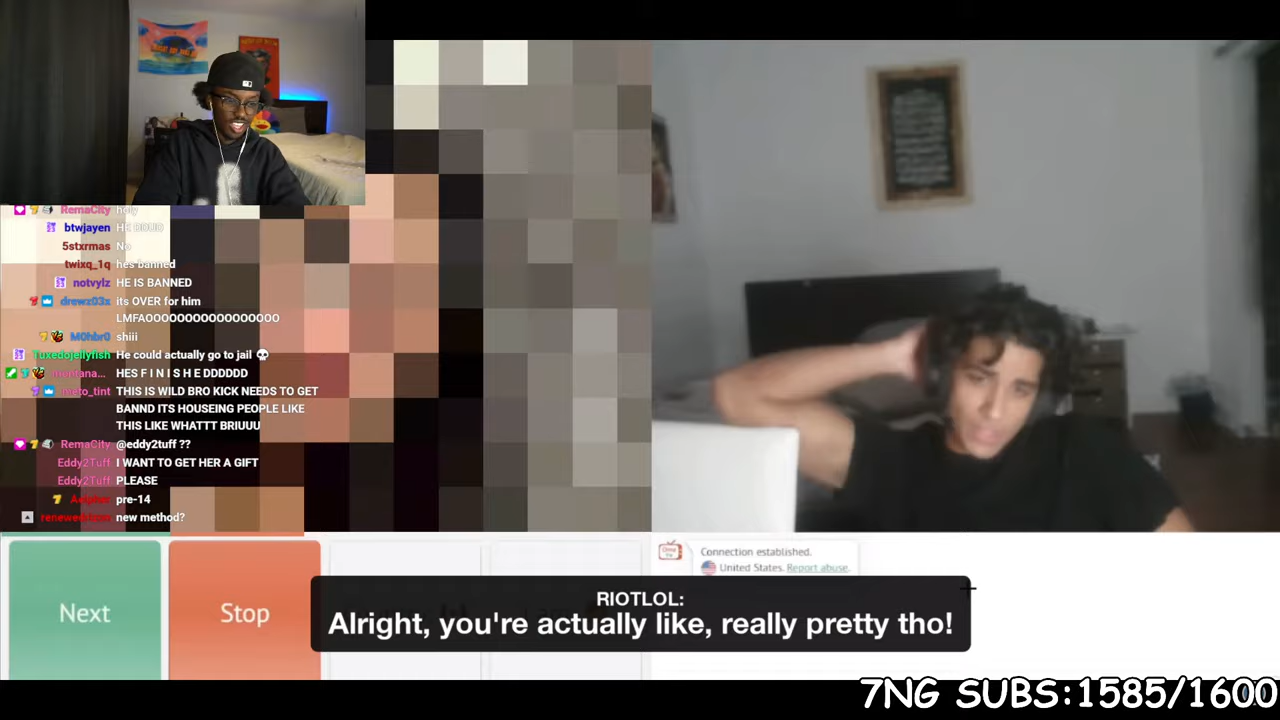 RemaCity holy
btwjayen HE
5stxrmas No
twixq_1q hes banned
notvylz HE IS BANNED
drewz03x its OVER for him
LMFAOOOOOOOOOOOOOOOO
M0hbr0 shiii
Tuxedojellyfish He could actually go to jail 💀
HES F I N I S H E DDDDDD
THIS IS WILD BRO KICK NEEDS TO GET
BANND ITS HOUSEING PEOPLE LIKE
THIS LIKE WHATTT BRIUUU
RemaCity @eddy2tuff ??
Eddy2Tuff I WANT TO GET HER A GIFT
Eddy2Tuff PLEASE
pre-14
new method?
Next
Stop
Connection established.
United States. Report abuse.
RIOTLOL:
Alright, you're actually like, really pretty tho!
7NG SUBS:1585/1600